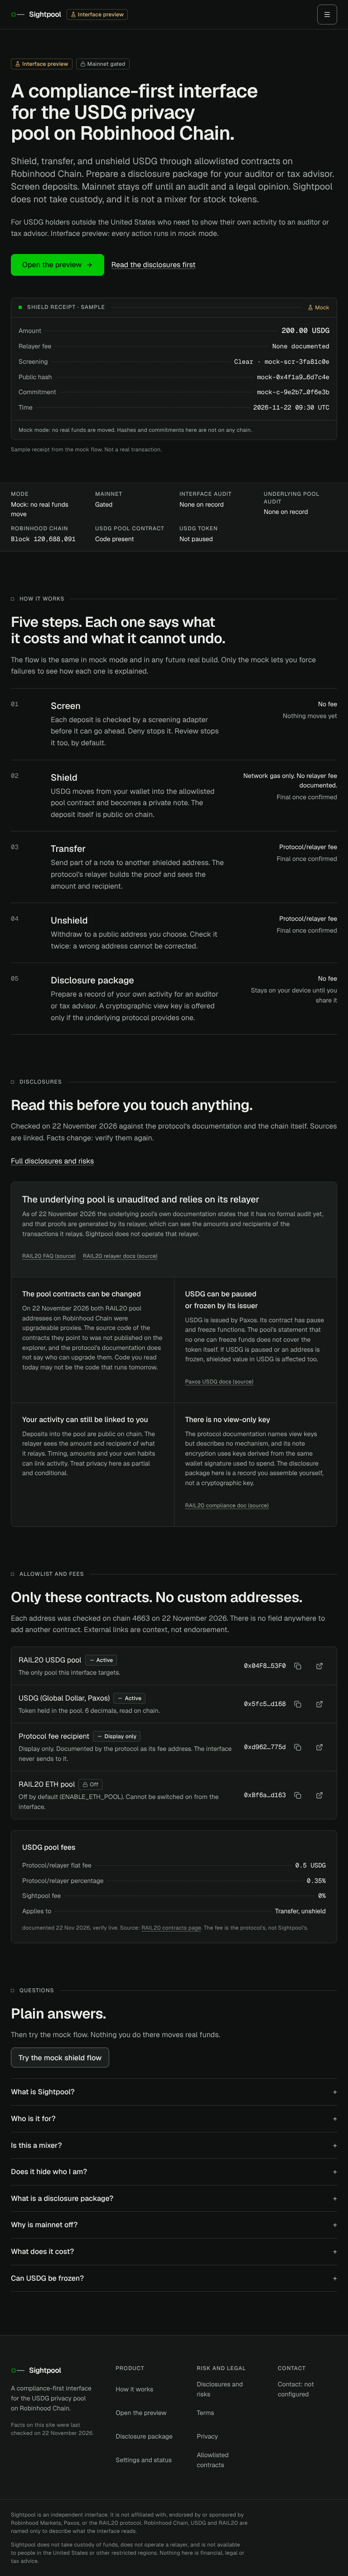 Sightpool
Interface preview
Interface preview
Mainnet gated
A compliance-first interface
for the USDG privacy
pool on Robinhood Chain.
Shield, transfer, and unshield USDG through allowlisted contracts on
Robinhood Chain. Prepare a disclosure package for your auditor or tax advisor.
Screen deposits. Mainnet stays off until an audit and a legal opinion. Sightpool
does not take custody, and it is not a mixer for stock tokens.
For USDG holders outside the United States who need to show their own activity to an auditor or
tax advisor. Interface preview: every action runs in mock mode.
Open the preview →
Read the disclosures first
SHIELD RECEIPT · SAMPLE
Mock
Amount 200.00 USDG
Relayer fee None documented
Screening Clear · mock-scr-3fa81c0e
Public hash mock-0x4f1a9…6d7c4e
Commitment mock-c-9e2b7…0f6e3b
Time 2026-11-22 09:30 UTC
Mock mode: no real funds are moved. Hashes and commitments here are not on any chain.
Sample receipt from the mock flow. Not a real transaction.
MODE
Mock: no real funds
move
MAINNET
Gated
INTERFACE AUDIT
None on record
UNDERLYING POOL
AUDIT
None on record
ROBINHOOD CHAIN
Block 120,688,091
USDG POOL CONTRACT
Code present
USDG TOKEN
Not paused
HOW IT WORKS
Five steps. Each one says what
it costs and what it cannot undo.
The flow is the same in mock mode and in any future real build. Only the mock lets you force
failures to see how each one is explained.
01
Screen
Each deposit is checked by a screening adapter
before it can go ahead. Deny stops it. Review stops
it too, by default.
No fee
Nothing moves yet
02
Shield
USDG moves from your wallet into the allowlisted
pool contract and becomes a private note. The
deposit itself is public on chain.
Network gas only. No relayer fee
documented.
Final once confirmed
03
Transfer
Send part of a note to another shielded address. The
protocol's relayer builds the proof and sees the
amount and recipient.
Protocol/relayer fee
Final once confirmed
04
Unshield
Withdraw to a public address you choose. Check it
twice: a wrong address cannot be corrected.
Protocol/relayer fee
Final once confirmed
05
Disclosure package
Prepare a record of your own activity for an auditor
or tax advisor. A cryptographic view key is offered
only if the underlying protocol provides one.
No fee
Stays on your device until you
share it
DISCLOSURES
Read this before you touch anything.
Checked on 22 November 2026 against the protocol's documentation and the chain itself. Sources
are linked. Facts change: verify them again.
Full disclosures and risks
The underlying pool is unaudited and relies on its relayer
As of 22 November 2026 the underlying pool's own documentation states that it has no formal audit yet,
and that proofs are generated by its relayer, which can see the amounts and recipients of the
transactions it relays. Sightpool does not operate that relayer.
RAIL20 FAQ (source)
RAIL20 relayer docs (source)
The pool contracts can be changed
On 22 November 2026 both RAIL20 pool
addresses on Robinhood Chain were
upgradeable proxies. The source code of the
contracts they point to was not published on the
explorer, and the protocol's documentation does
not say who can upgrade them. Code you read
today may not be the code that runs tomorrow.
USDG can be paused
or frozen by its issuer
USDG is issued by Paxos. Its contract has pause
and freeze functions. The pool's statement that
no one can freeze funds does not cover the
token itself. If USDG is paused or an address is
frozen, shielded value in USDG is affected too.
Paxos USDG docs (source)
Your activity can still be linked to you
Deposits into the pool are public on chain. The
relayer sees the amount and recipient of what
it relays. Timing, amounts and your own habits
can link activity. Treat privacy here as partial
and conditional.
There is no view-only key
The protocol documentation names view keys
but describes no mechanism, and its note
encryption uses keys derived from the same
wallet signature used to spend. The disclosure
package here is a record you assemble yourself,
not a cryptographic key.
RAIL20 compliance doc (source)
ALLOWLIST AND FEES
Only these contracts. No custom addresses.
Each address was checked on chain 4663 on 22 November 2026. There is no field anywhere to
add another contract. External links are context, not endorsement.
RAIL20 USDG pool
Active
The only pool this interface targets.
0x04F8…53F0
USDG (Global Dollar, Paxos)
Active
Token held in the pool. 6 decimals, read on chain.
0x5fc5…d168
Protocol fee recipient
Display only
Display only. Documented by the protocol as its fee address. The interface
never sends to it.
0xd962…775d
RAIL20 ETH pool
Off
Off by default (ENABLE_ETH_POOL). Cannot be switched on from the
interface.
0xBf6a…d163
USDG pool fees
Protocol/relayer flat fee 0.5 USDG
Protocol/relayer percentage 0.35%
Sightpool fee 0%
Applies to Transfer, unshield
documented 22 Nov 2026, verify live. Source: RAIL20 contracts page. The fee is the protocol's, not Sightpool's.
QUESTIONS
Plain answers.
Then try the mock flow. Nothing you do there moves real funds.
Try the mock shield flow
What is Sightpool? +
Who is it for? +
Is this a mixer? +
Does it hide who I am? +
What is a disclosure package? +
Why is mainnet off? +
What does it cost? +
Can USDG be frozen? +
Sightpool
A compliance-first interface
for the USDG privacy pool
on Robinhood Chain.
Facts on this site were last
checked on 22 November 2026.
PRODUCT
How it works
Open the preview
Disclosure package
Settings and status
RISK AND LEGAL
Disclosures and
risks
Terms
Privacy
Allowlisted
contracts
CONTACT
Contact: not
configured
Sightpool is an independent interface. It is not affiliated with, endorsed by or sponsored by
Robinhood Markets, Paxos, or the RAIL20 protocol. Robinhood Chain, USDG and RAIL20 are
named only to describe what the interface reads.
Sightpool does not take custody of funds, does not operate a relayer, and is not available
to people in the United States or other restricted regions. Nothing here is financial, legal or
tax advice.